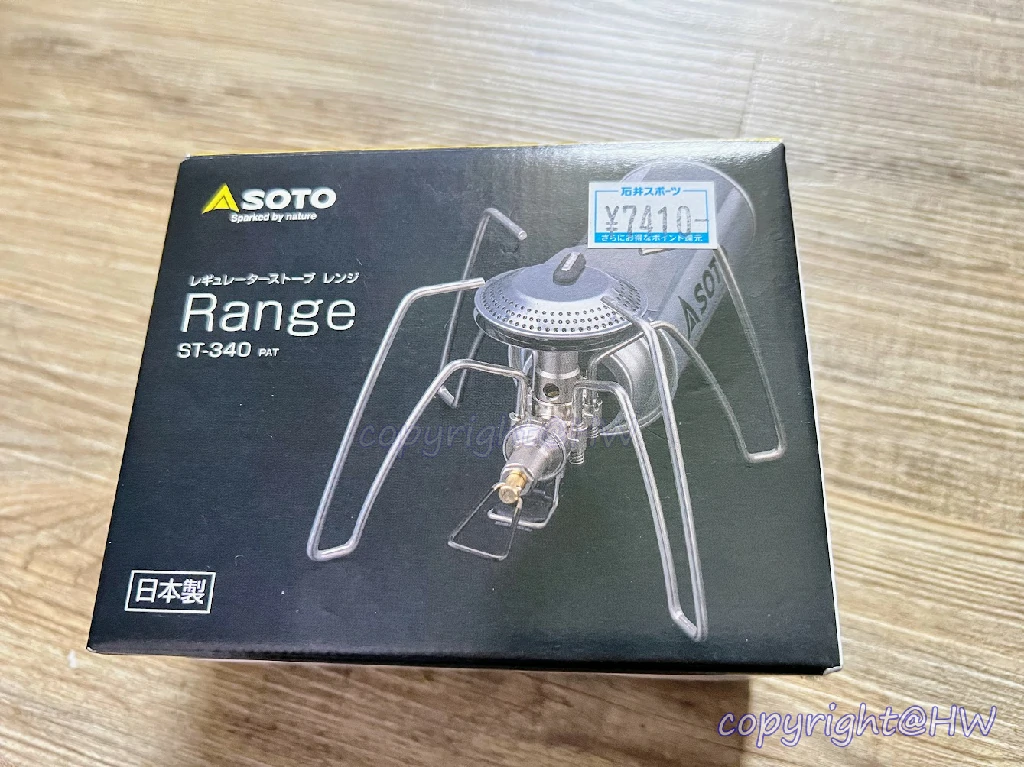 SOTO
Sparked by nature
石井スポーツ
¥7410-
さらにお得なポイント還元
レギュレーターストーブ レンジ
Range
ST-340 PAT
SOTO
copyright@HW
日本製
copyright@HW